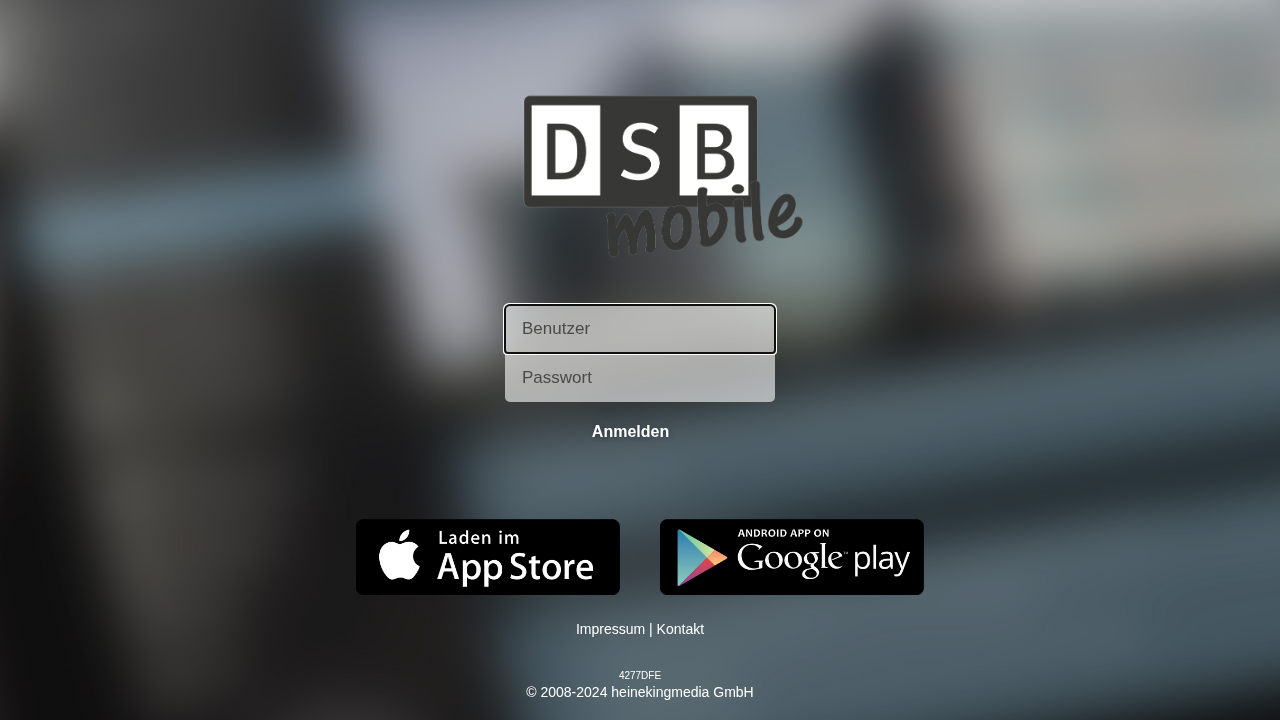 DSB
mobile
Benutzer
Passwort
Anmelden
Laden im
App Store
ANDROID APP ON
Google play
Impressum | Kontakt
4277DFE
© 2008-2024 heinekingmedia GmbH